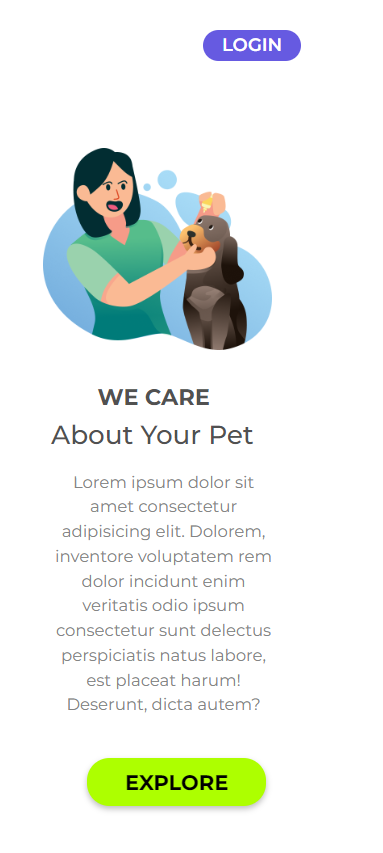 LOGIN
WE CARE
About Your Pet
Lorem ipsum dolor sit
amet consectetur
adipisicing elit. Dolorem,
inventore voluptatem rem
dolor incidunt enim
veritatis odio ipsum
consectetur sunt delectus
perspiciatis natus labore,
est placeat harum!
Deserunt, dicta autem?
EXPLORE